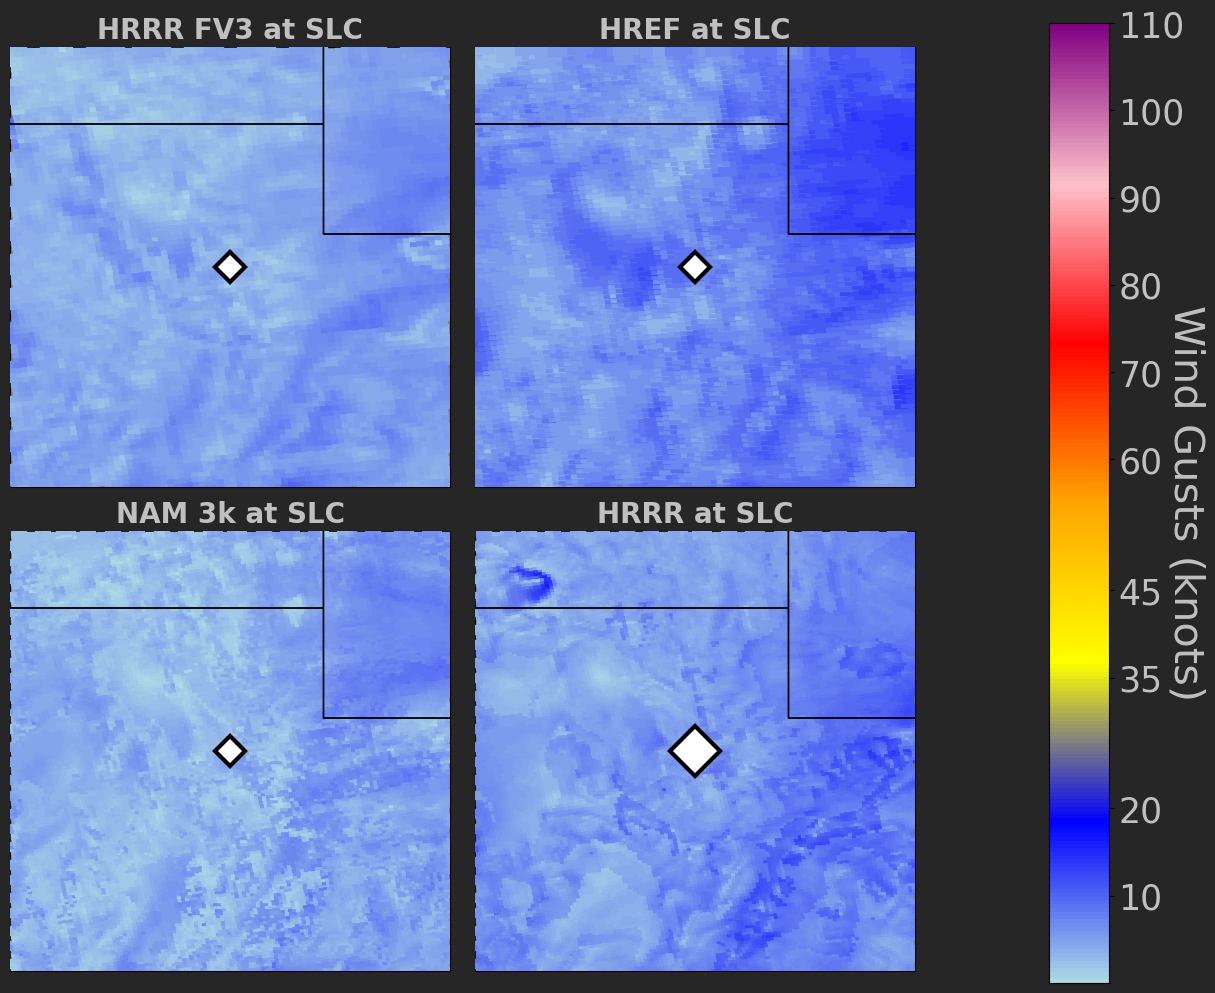 HRRR FV3 at SLC
HREF at SLC
NAM 3k at SLC
HRRR at SLC
110
100
90
80
70
60
45
35
20
10
Wind Gusts (knots)